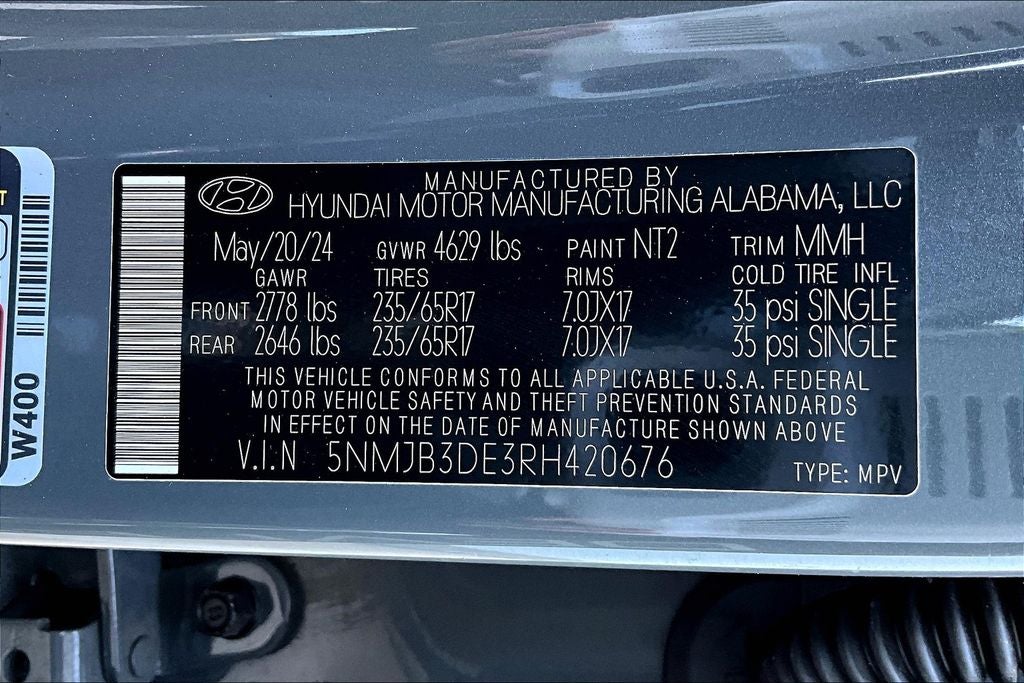 MANUFACTURED BY
HYUNDAI MOTOR MANUFACTURING ALABAMA, LLC
May/20/24 GVWR 4629 lbs PAINT NT2 TRIM MMH
GAWR TIRES RIMS COLD TIRE INFL
FRONT 2778 lbs 235/65R17 7.0JX17 35 psi SINGLE
REAR 2646 lbs 235/65R17 7.0JX17 35 psi SINGLE
THIS VEHICLE CONFORMS TO ALL APPLICABLE U.S.A. FEDERAL
MOTOR VEHICLE SAFETY AND THEFT PREVENTION STANDARDS
IN EFFECT ON THE DATE OF MANUFACTURE SHOWN ABOVE
V.I.N 5NMJB3DE3RH420676 TYPE: MPV
W400
T